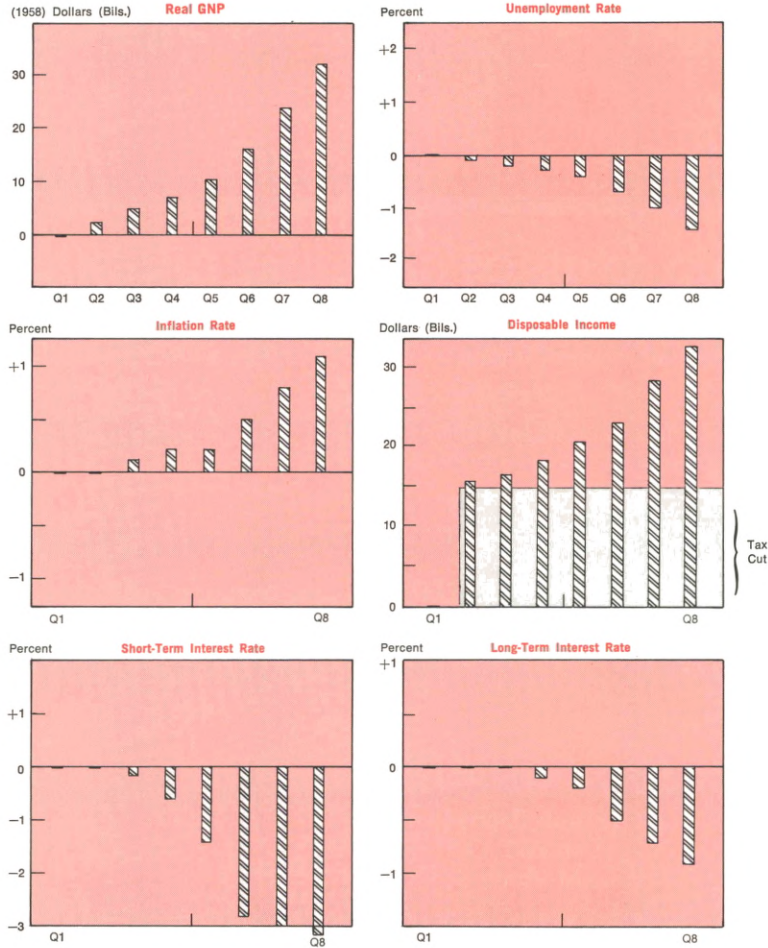 (1958) Dollars (Bils.) Real GNP
30
20
10
0
Q1 Q2 Q3 Q4 Q5 Q6 Q7 Q8
Percent Unemployment Rate
+2
+1
0
−1
−2
Q1 Q2 Q3 Q4 Q5 Q6 Q7 Q8
Percent Inflation Rate
+1
0
−1
Q1 Q8
Dollars (Bils.) Disposable Income
30
20
10
0
Q1 Q8
Tax
Cut
Percent Short-Term Interest Rate
+1
0
−1
−2
−3
Q1 Q8
Percent Long-Term Interest Rate
+1
0
−1
Q1 Q8